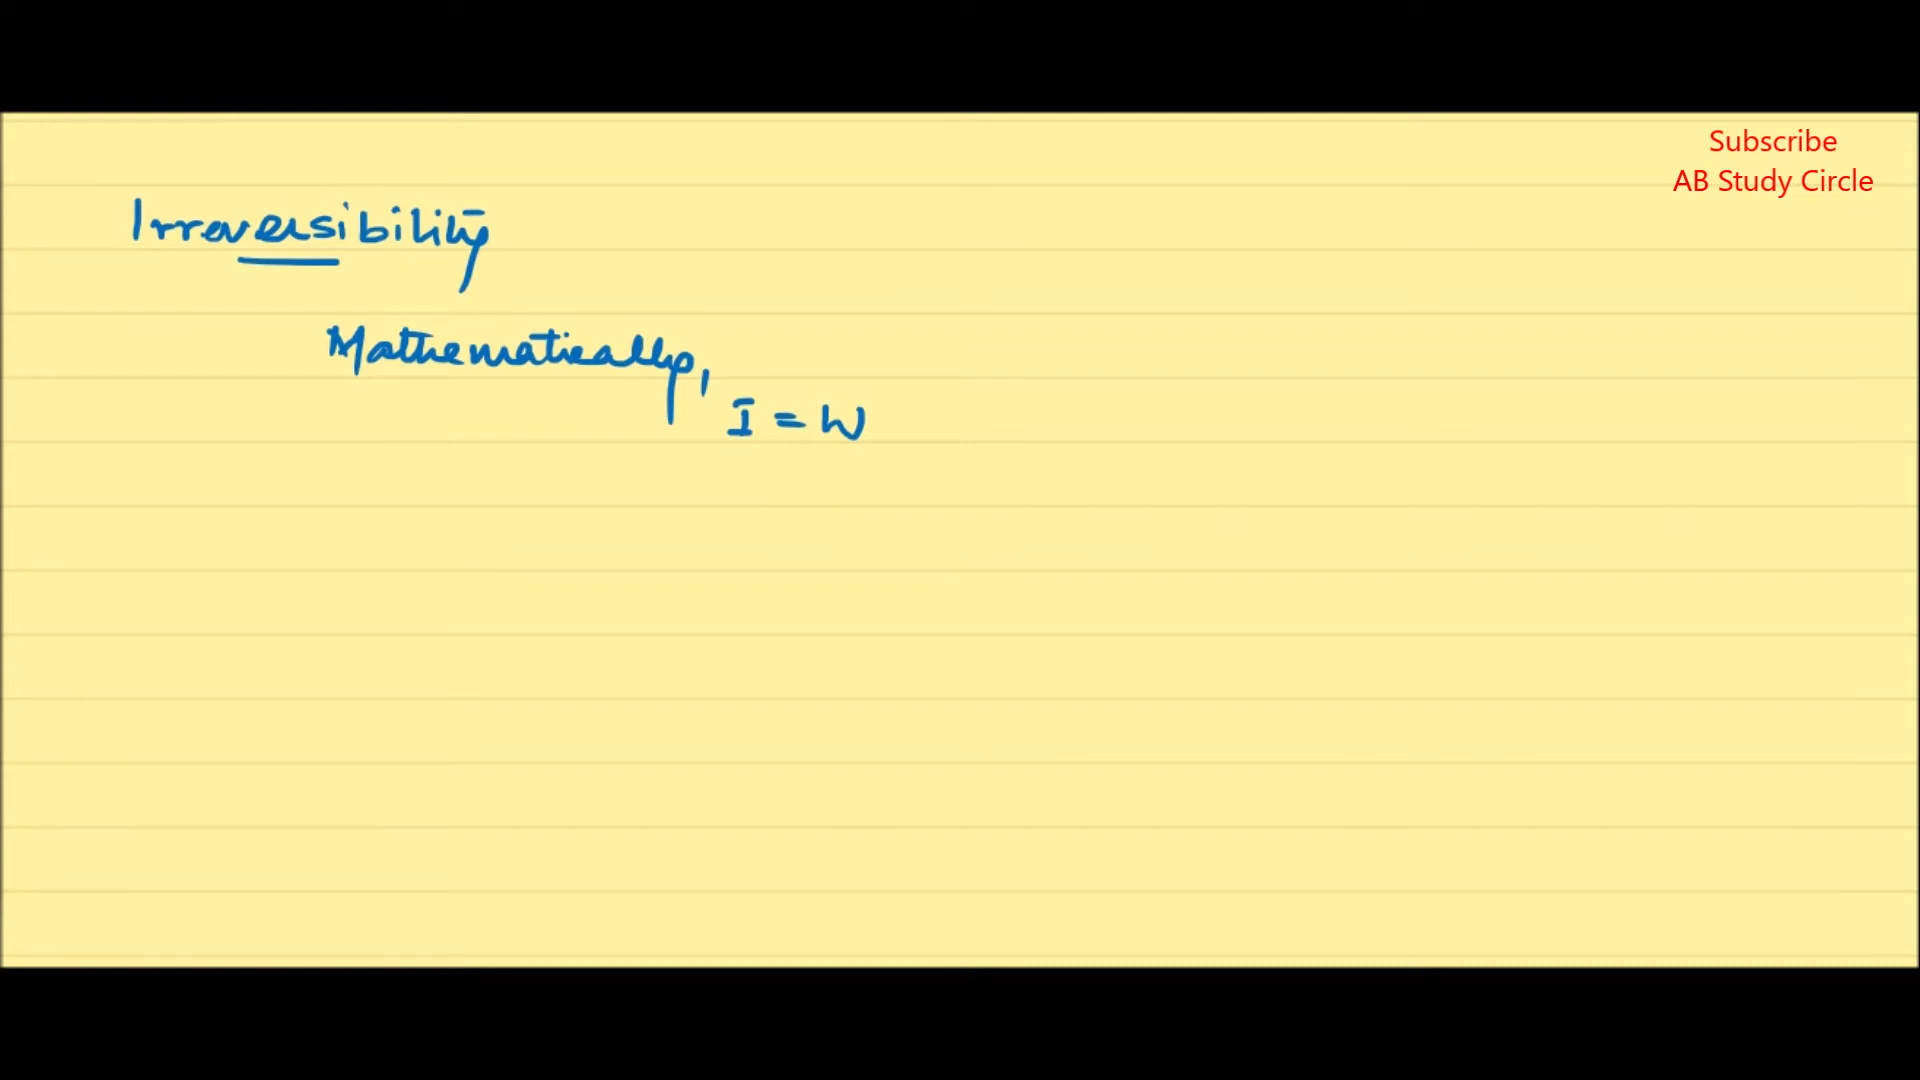 Subscribe
AB Study Circle
Irreversibility
Mathematically,
I = W